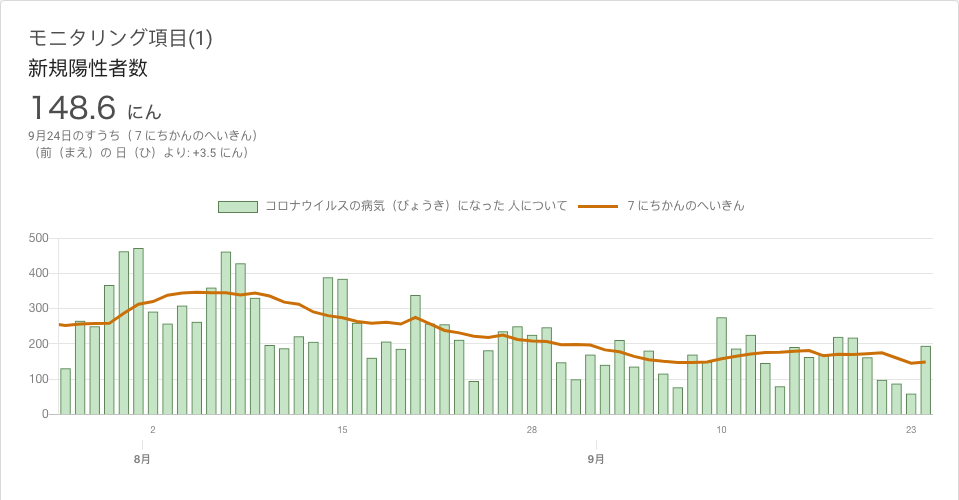 モニタリング項目(1)
新規陽性者数
148.6 にん
9月24日のすうち（７にちかんのへいきん）
（前（まえ）の 日（ひ）より: +3.5 にん）
コロナウイルスの病気（びょうき）になった 人について ７にちかんのへいきん
500
400
300
200
100
0
2 15 28 10 23
8月 9月